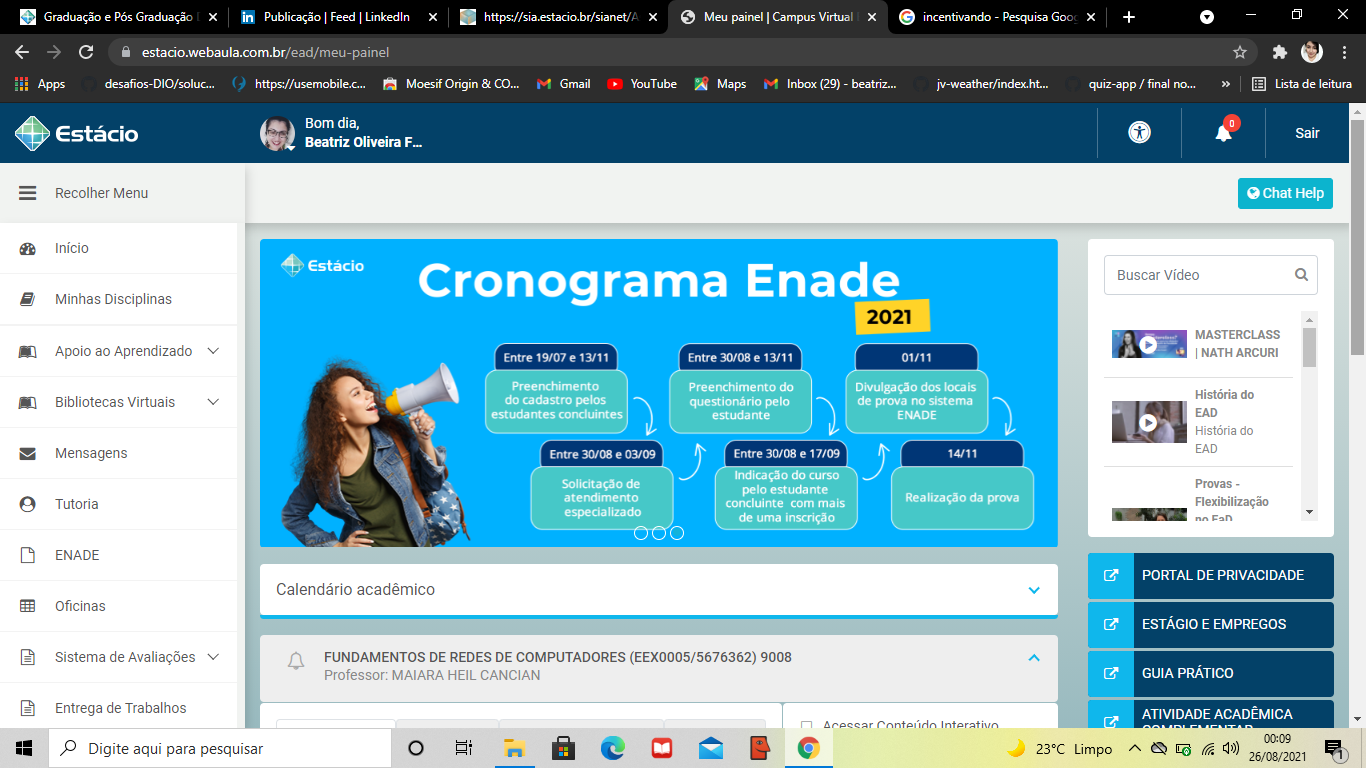 Graduação e Pós Graduação
Publicação | Feed | LinkedIn
https://sia.estacio.br/sianet/A
Meu painel | Campus Virtual
incentivando - Pesquisa Goog
estacio.webaula.com.br/ead/meu-painel
Apps
desafios-DIO/soluc...
https://usemobile.c...
Moesif Origin & CO...
Gmail
YouTube
Maps
Inbox (29) - beatriz...
jv-weather/index.ht...
quiz-app / final no...
»
Lista de leitura
Estácio
Bom dia,
Beatriz Oliveira F...
0
Sair
Recolher Menu
Chat Help
Início
Minhas Disciplinas
Apoio ao Aprendizado
Bibliotecas Virtuais
Mensagens
Tutoria
ENADE
Oficinas
Sistema de Avaliações
Entrega de Trabalhos
Estácio
Cronograma Enade
2021
Entre 19/07 e 13/11
Preenchimento
do cadastro pelos
estudantes concluintes
Entre 30/08 e 03/09
Solicitação de
atendimento
especializado
Entre 30/08 e 13/11
Preenchimento do
questionário pelo
estudante
Entre 30/08 e 17/09
Indicação do curso
pelo estudante
concluinte com mais
de uma inscrição
01/11
Divulgação dos locais
de prova no sistema
ENADE
14/11
Realização da prova
Calendário acadêmico
FUNDAMENTOS DE REDES DE COMPUTADORES (EEX0005/5676362) 9008
Professor: MAIARA HEIL CANCIAN
Acessar Conteúdo Interativo
Buscar Vídeo
MASTERCLASS
| NATH ARCURI
História do
EAD
História do
EAD
Provas -
Flexibilização
no EaD
PORTAL DE PRIVACIDADE
ESTÁGIO E EMPREGOS
GUIA PRÁTICO
ATIVIDADE ACADÊMICA
COMPLEMENTAR
Digite aqui para pesquisar
23°C Limpo
00:09
26/08/2021
1